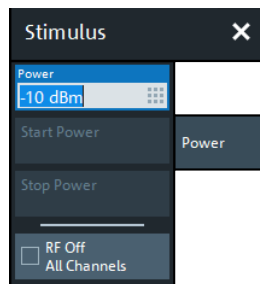 Stimulus
Power
-10 dBm
Start Power
Power
Stop Power
RF Off
All Channels